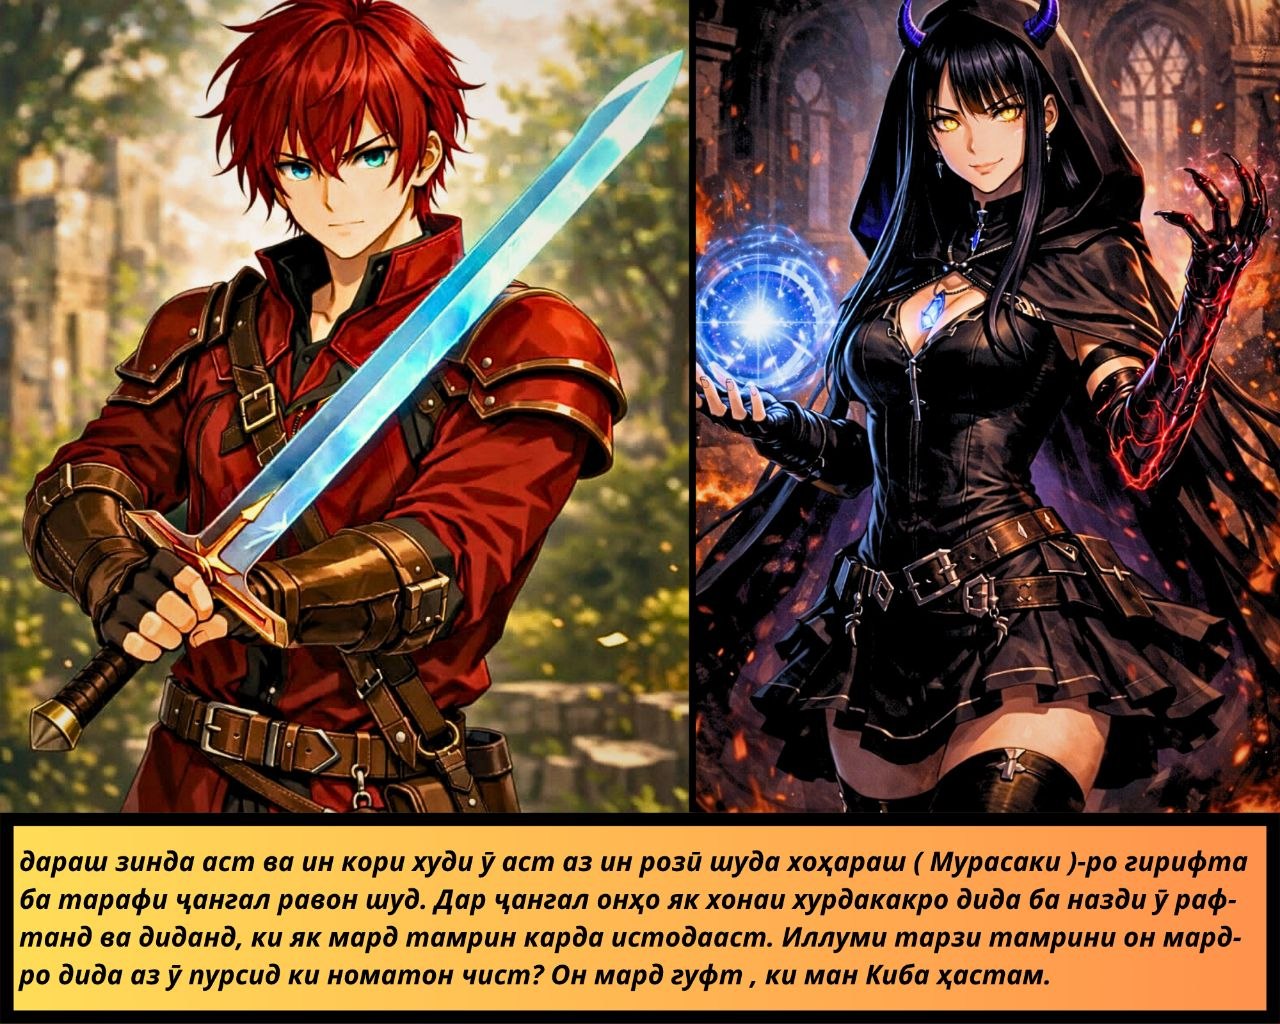 дараш зинда аст ва ин кори худи ӯ аст аз ин розӣ шуда хоҳараш ( Мурасаки )-ро гирифта
ба тарафи ҷангал равон шуд. Дар ҷангал онҳо як хонаи хурдакакро дида ба назди ӯ раф-
танд ва диданд, ки як мард тамрин карда истодааст. Иллуми тарзи тамрини он мард-
ро дида аз ӯ пурсид ки номатон чист? Он мард гуфт , ки ман Киба ҳастам.